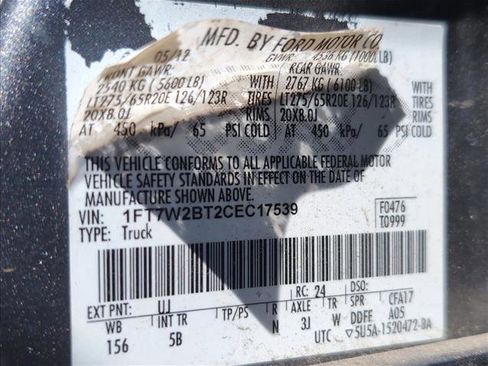 MFD. BY FORD MOTOR CO.
05/12 GVWR: 4536 KG (10000 LB)
FRONT GAWR: REAR GAWR:
2540 KG (5600 LB) 2767 KG (6100 LB)
LT275/65R20E 126/123R TIRES LT275/65R20E 126/123R TIRES
20X8.0J RIMS 20X8.0J RIMS
AT 450 kPa/ 65 PSI COLD AT 450 kPa/ 65 PSI COLD
THIS VEHICLE CONFORMS TO ALL APPLICABLE FEDERAL MOTOR
VEHICLE SAFETY STANDARDS IN EFFECT ON THE DATE OF
MANUFACTURE SHOWN ABOVE.
VIN: 1FT7W2BT2CEC17539 F0476
TYPE: Truck T0999
RC: 24 DSO:
EXT PNT: UJ
WB INT TR TP/PS R AXLE TR W CFA17
156 5B N 3J DDFE A05
UTC ▽5U5A-1520472-BA